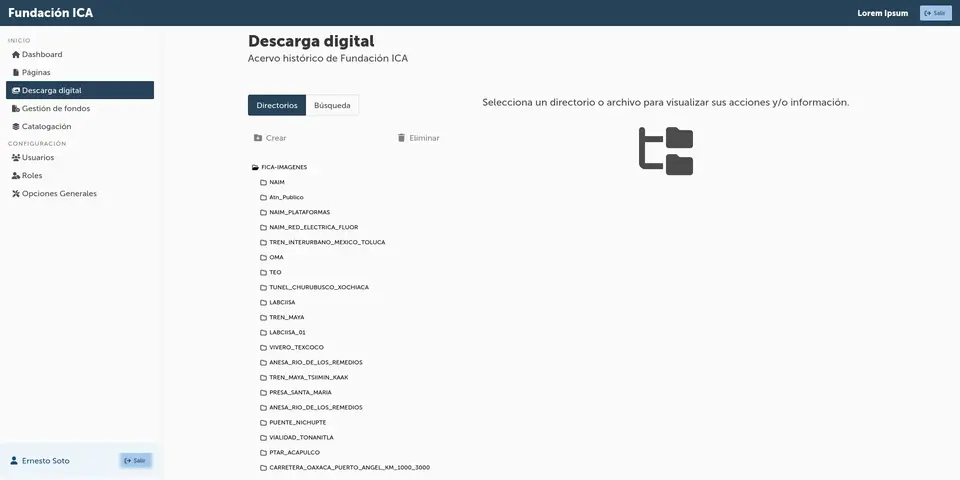 Fundación ICA
Lorem Ipsum
Salir
INICIO
Dashboard
Páginas
Descarga digital
Gestión de fondos
Catalogación
CONFIGURACIÓN
Usuarios
Roles
Opciones Generales
Ernesto Soto
Salir
Descarga digital
Acervo histórico de Fundación ICA
Directorios
Búsqueda
Crear
Eliminar
FICA-IMAGENES
NAIM
Atn_Publico
NAIM_PLATAFORMAS
NAIM_RED_ELECTRICA_FLUOR
TREN_INTERURBANO_MEXICO_TOLUCA
OMA
TEO
TUNEL_CHURUBUSCO_XOCHIACA
LABCIISA
TREN_MAYA
LABCIISA_01
VIVERO_TEXCOCO
ANESA_RIO_DE_LOS_REMEDIOS
TREN_MAYA_TSIIMIN_KAAK
PRESA_SANTA_MARIA
ANESA_RIO_DE_LOS_REMEDIOS
PUENTE_NICHUPTE
VIALIDAD_TONANITLA
PTAR_ACAPULCO
CARRETERA_OAXACA_PUERTO_ANGEL_KM_1000_3000
Selecciona un directorio o archivo para visualizar sus acciones y/o información.